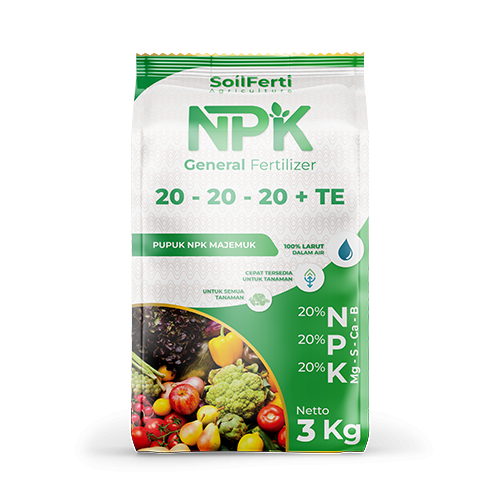 SoilFerti
Agriculture
NPK
General Fertilizer
20 - 20 - 20 + TE
PUPUK NPK MAJEMUK
100% LARUT
DALAM AIR
CEPAT TERSEDIA
UNTUK TANAMAN
UNTUK SEMUA
TANAMAN
20% N
20% P
20% K
Mg - S - Ca - B
Netto
3 Kg